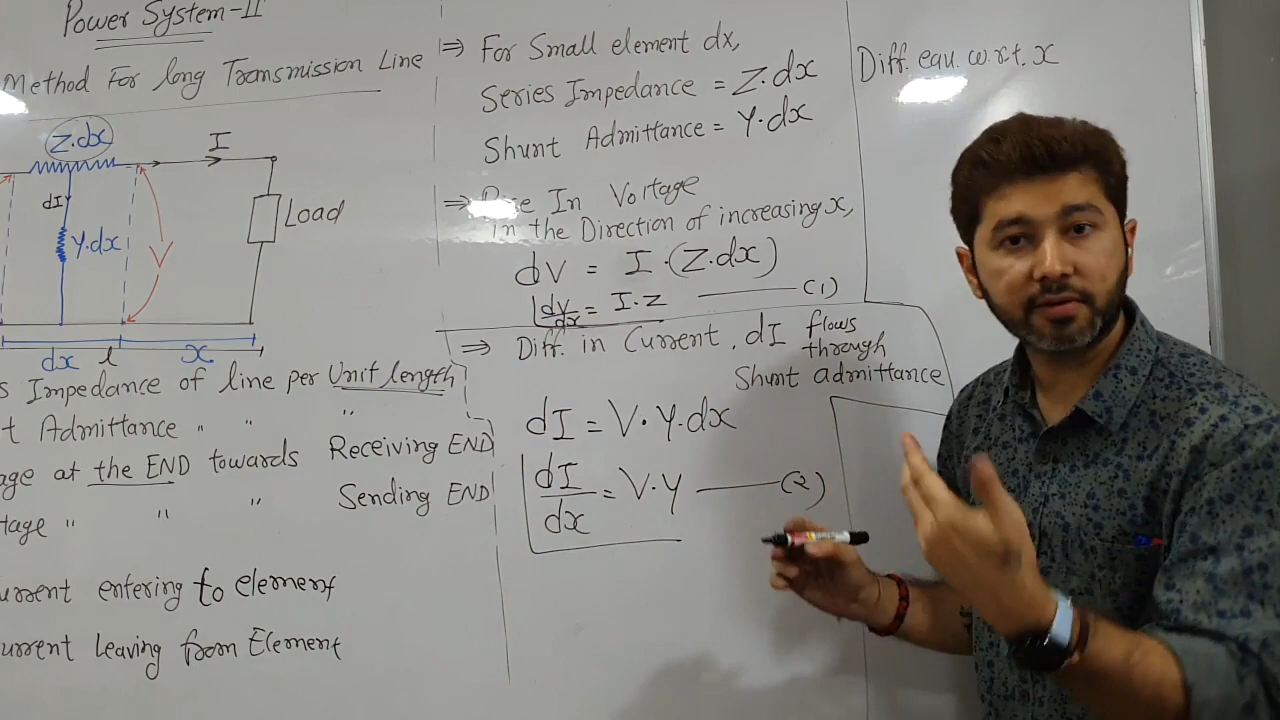 Power System-II
Method For long Transmission Line
Z.dx
I
dI
Y.dx
V
Load
dx l x
s Impedance of line per Unit length
t Admittance " " "
age at the END towards Receiving END
tage " " " Sending END
urrent entering to element
urrent Leaving from Element
⇒ For Small element dx,
Series Impedance = Z.dx
Shunt Admittance = Y.dx
⇒ In Voltage
in the Direction of increasing x,
dV = I.(Z.dx)
dv/dx = I.Z (1)
⇒ Diff. in Current, dI flows
through
Shunt admittance
dI = V.Y.dx
dI/dx = V.Y (2)
Diff. equ. w.r.t. x